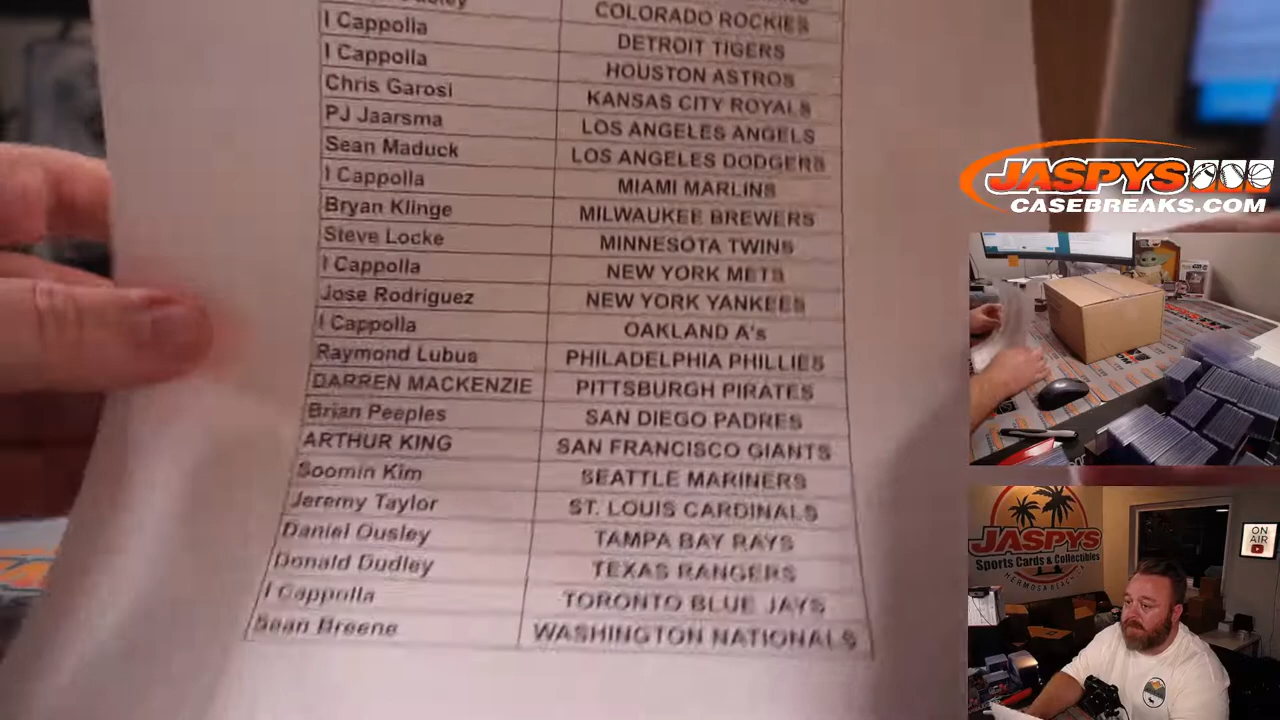 COLORADO ROCKIES
I Cappolla DETROIT TIGERS
I Cappolla HOUSTON ASTROS
Chris Garosi KANSAS CITY ROYALS
PJ Jaarsma LOS ANGELES ANGELS
Sean Maduck LOS ANGELES DODGERS
I Cappolla MIAMI MARLINS
Bryan Klinge MILWAUKEE BREWERS
Steve Locke MINNESOTA TWINS
I Cappolla NEW YORK METS
Jose Rodriguez NEW YORK YANKEES
I Cappolla OAKLAND A's
Raymond Lubua PHILADELPHIA PHILLIES
DARREN MACKENZIE PITTSBURGH PIRATES
Brian Peeples SAN DIEGO PADRES
ARTHUR KING SAN FRANCISCO GIANTS
Soomin Kim SEATTLE MARINERS
Jeremy Taylor ST. LOUIS CARDINALS
Daniel Ousley TAMPA BAY RAYS
Donald Dudley TEXAS RANGERS
I Cappolla TORONTO BLUE JAYS
Sean Breene WASHINGTON NATIONALS
JASPYS
CASEBREAKS.COM
JASPYS
Sports Cards & Collectibles
HERMOSA BEACH
ON
AIR